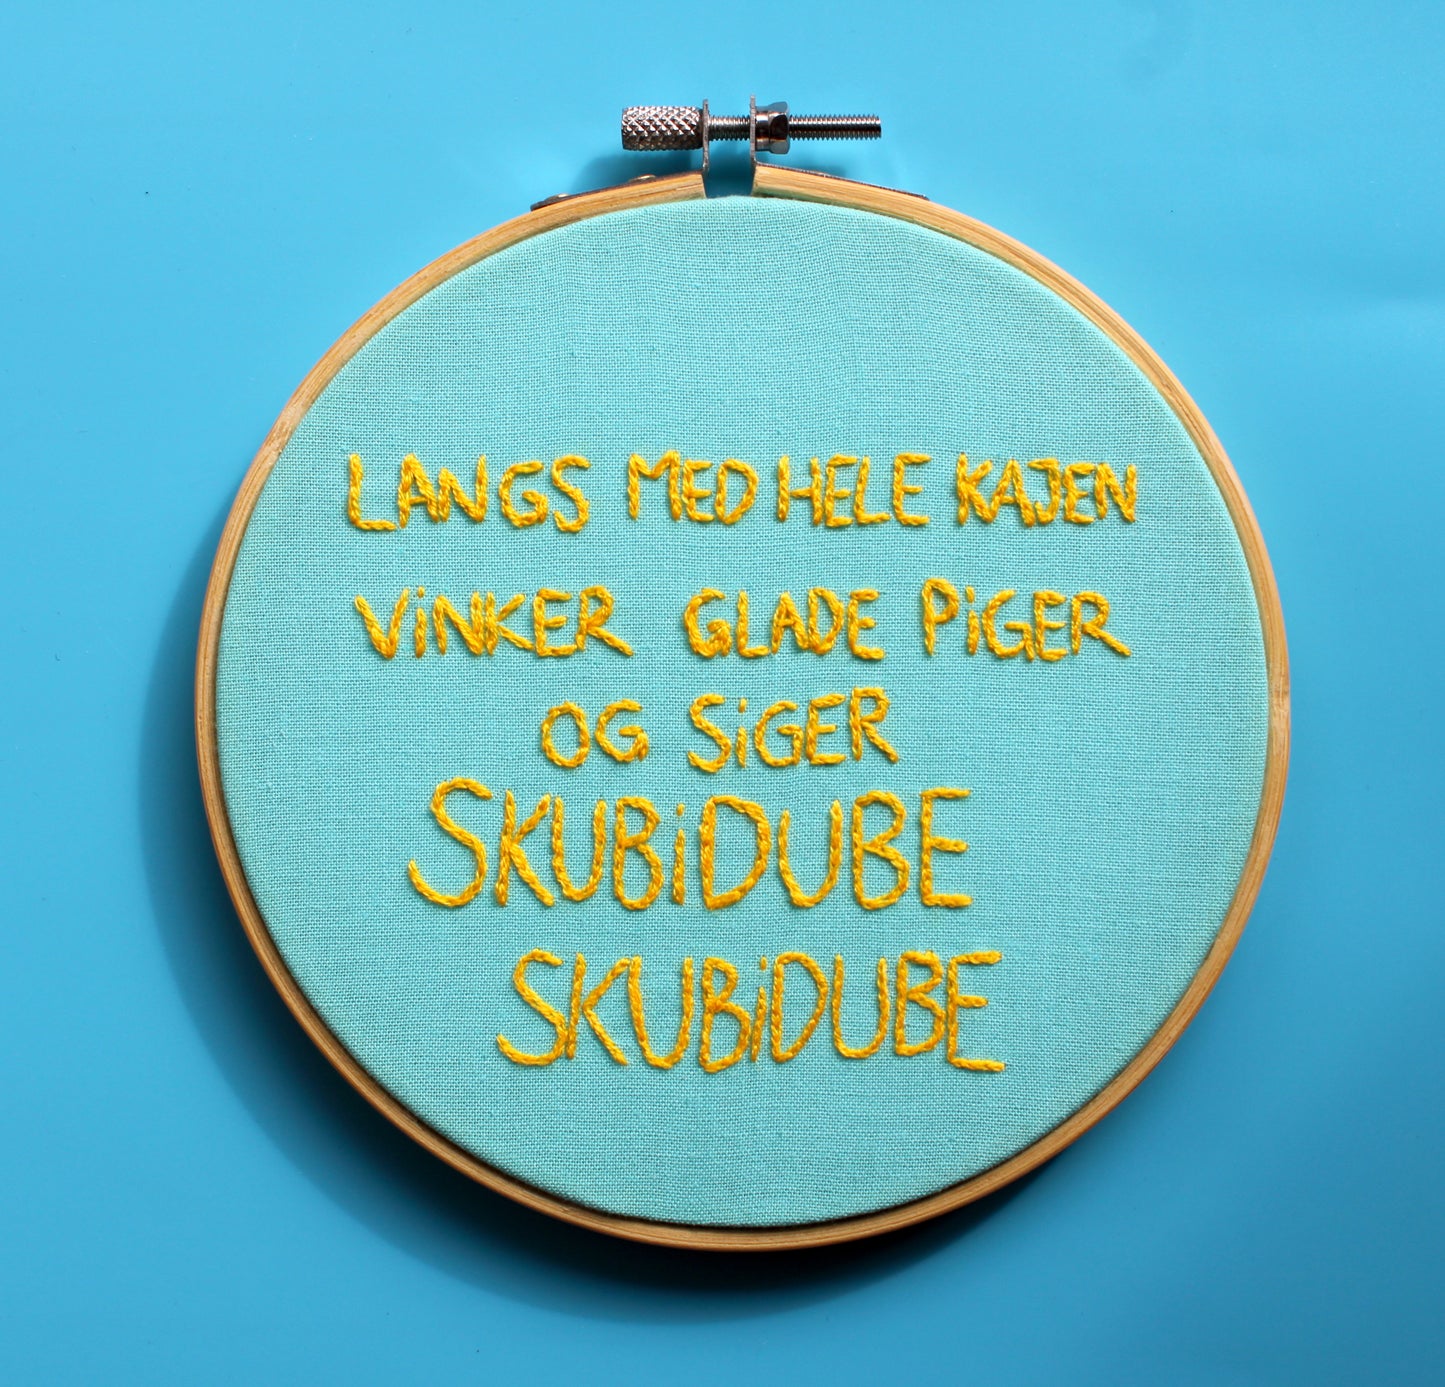 LANGS MED HELE KAJEN
ViNKER GLADE PiGER
OG SiGER
SKUBiDUBE
SKUBiDUBE